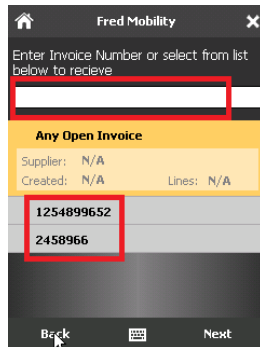 Fred Mobility
Enter Invoice Number or select from list
below to recieve
Any Open Invoice
Supplier: N/A
Created: N/A Lines: N/A
1254899652
2458966
Back Next